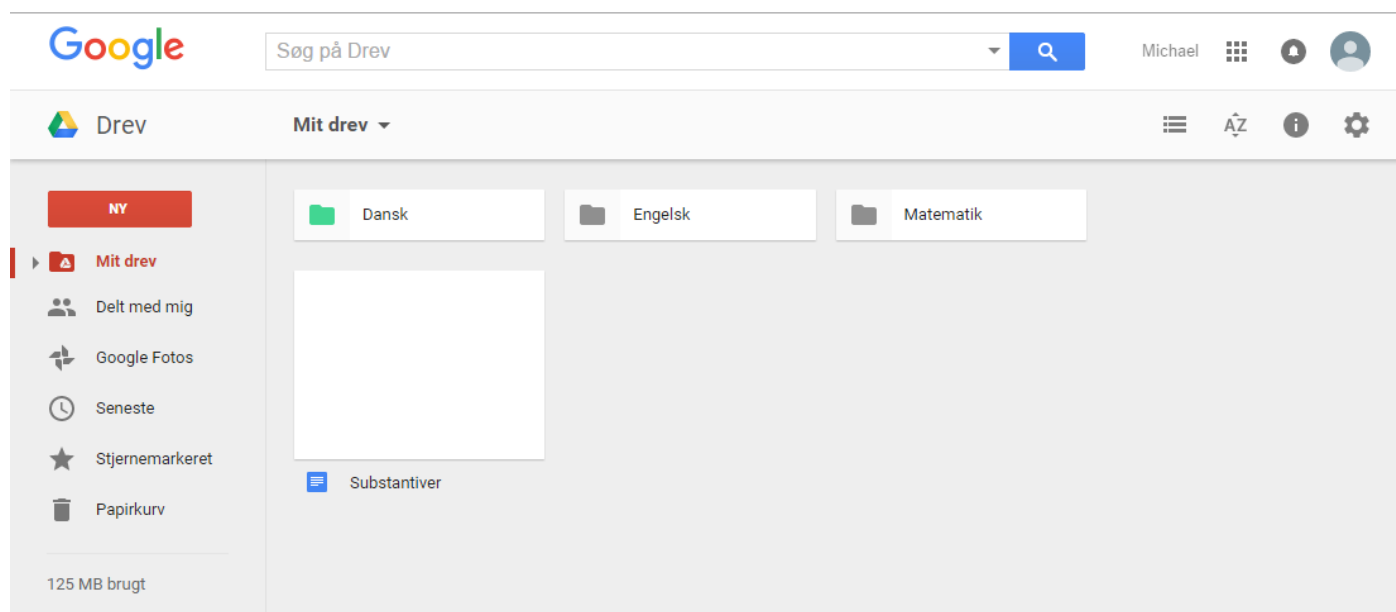 Google
Søg på Drev
Michael
Drev
Mit drev
AZ
NY
Dansk
Engelsk
Matematik
Mit drev
Delt med mig
Google Fotos
Seneste
Stjernemarkeret
Substantiver
Papirkurv
125 MB brugt